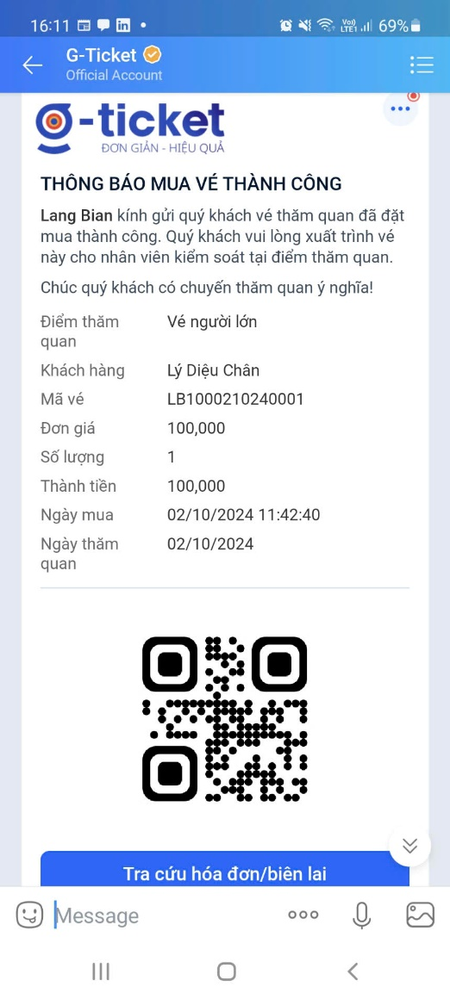 16:11
69%
G-Ticket
Official Account
g-ticket
ĐƠN GIẢN - HIỆU QUẢ
THÔNG BÁO MUA VÉ THÀNH CÔNG
Lang Bian kính gửi quý khách vé thăm quan đã đặt
mua thành công. Quý khách vui lòng xuất trình vé
này cho nhân viên kiểm soát tại điểm thăm quan.
Chúc quý khách có chuyến thăm quan ý nghĩa!
Điểm thăm quan Vé người lớn
Khách hàng Lý Diệu Chân
Mã vé LB1000210240001
Đơn giá 100,000
Số lượng 1
Thành tiền 100,000
Ngày mua 02/10/2024 11:42:40
Ngày thăm quan 02/10/2024
Tra cứu hóa đơn/biên lai
Message